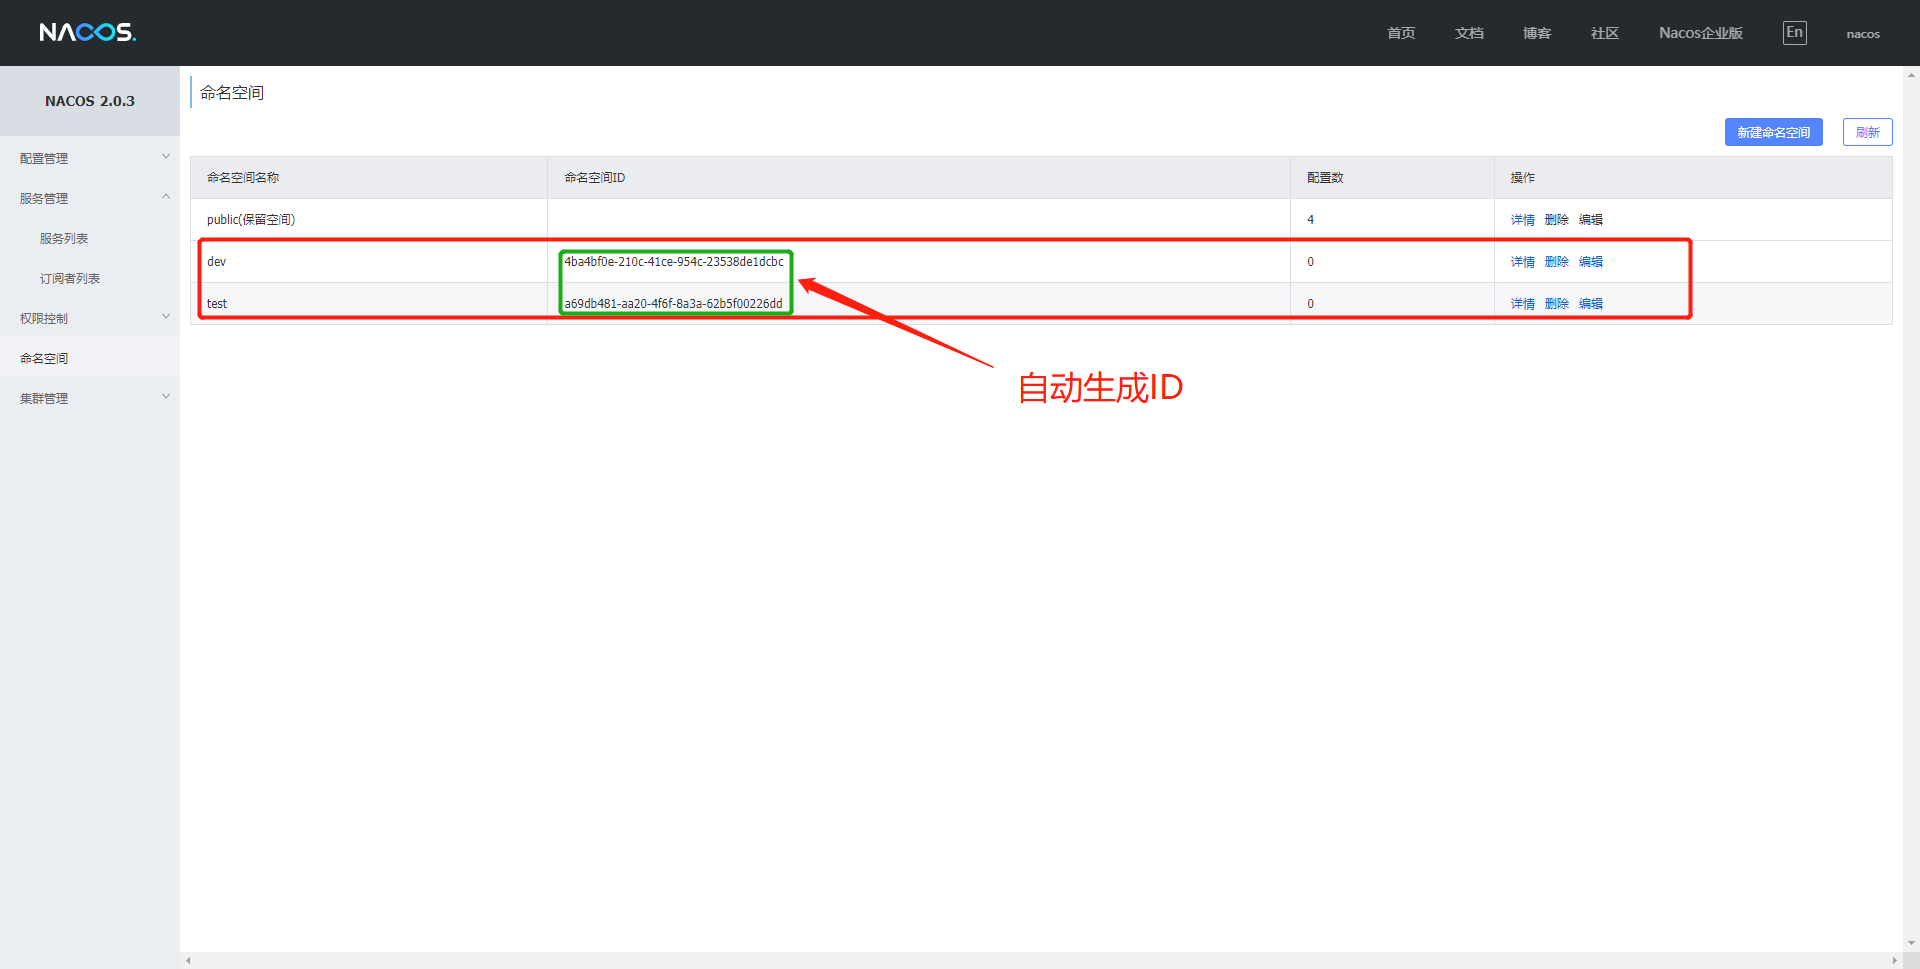 NACOS.
首页 文档 博客 社区 Nacos企业版 En nacos
NACOS 2.0.3
配置管理
服务管理
服务列表
订阅者列表
权限控制
命名空间
集群管理
命名空间
新建命名空间 刷新
命名空间名称 命名空间ID 配置数 操作
public(保留空间) 4 详情 删除 编辑
dev 4ba4bf0e-210c-41ce-954c-23538de1dcbc 0 详情 删除 编辑
test a69db481-aa20-4f6f-8a3a-62b5f00226dd 0 详情 删除 编辑
自动生成ID